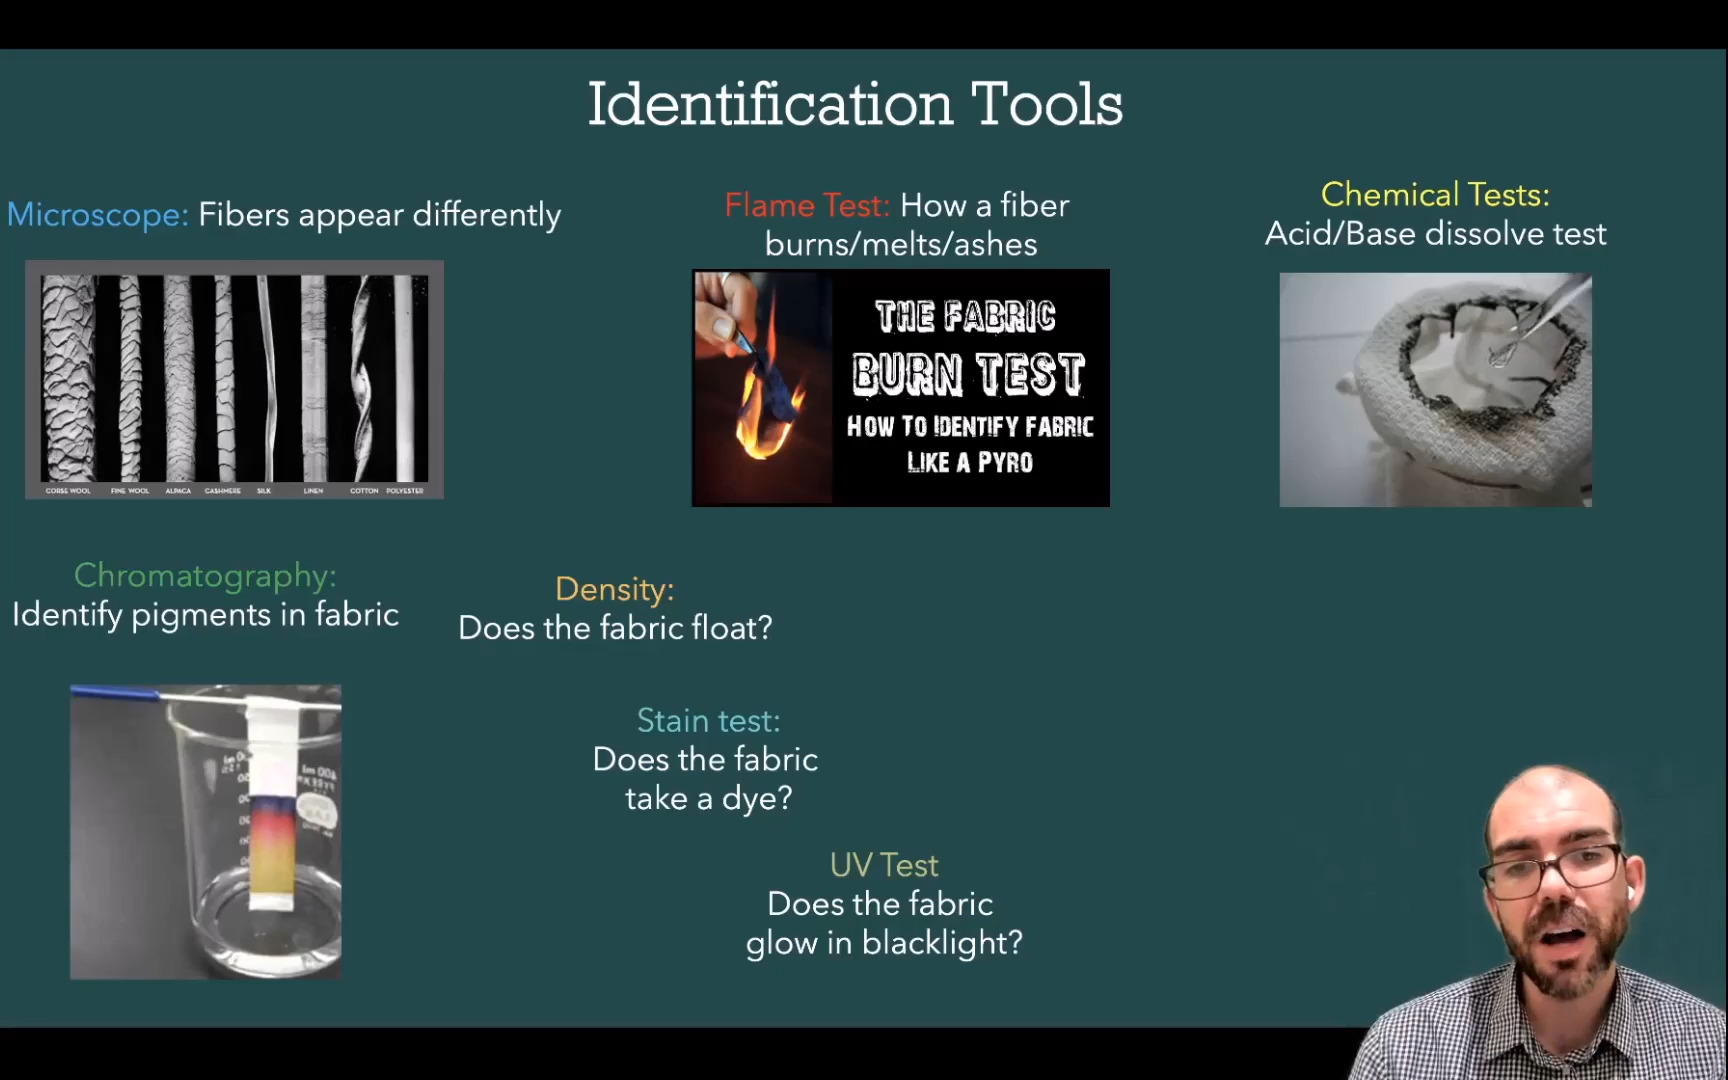 Identification Tools
Microscope: Fibers appear differently
CORSE WOOL FINE WOOL ALPACA CASHMERE SILK LINEN COTTON POLYESTER
Flame Test: How a fiber
burns/melts/ashes
THE FABRIC
BURN TEST
HOW TO IDENTIFY FABRIC
LIKE A PYRO
Chemical Tests:
Acid/Base dissolve test
Chromatography:
Identify pigments in fabric
Density:
Does the fabric float?
Stain test:
Does the fabric
take a dye?
UV Test
Does the fabric
glow in blacklight?